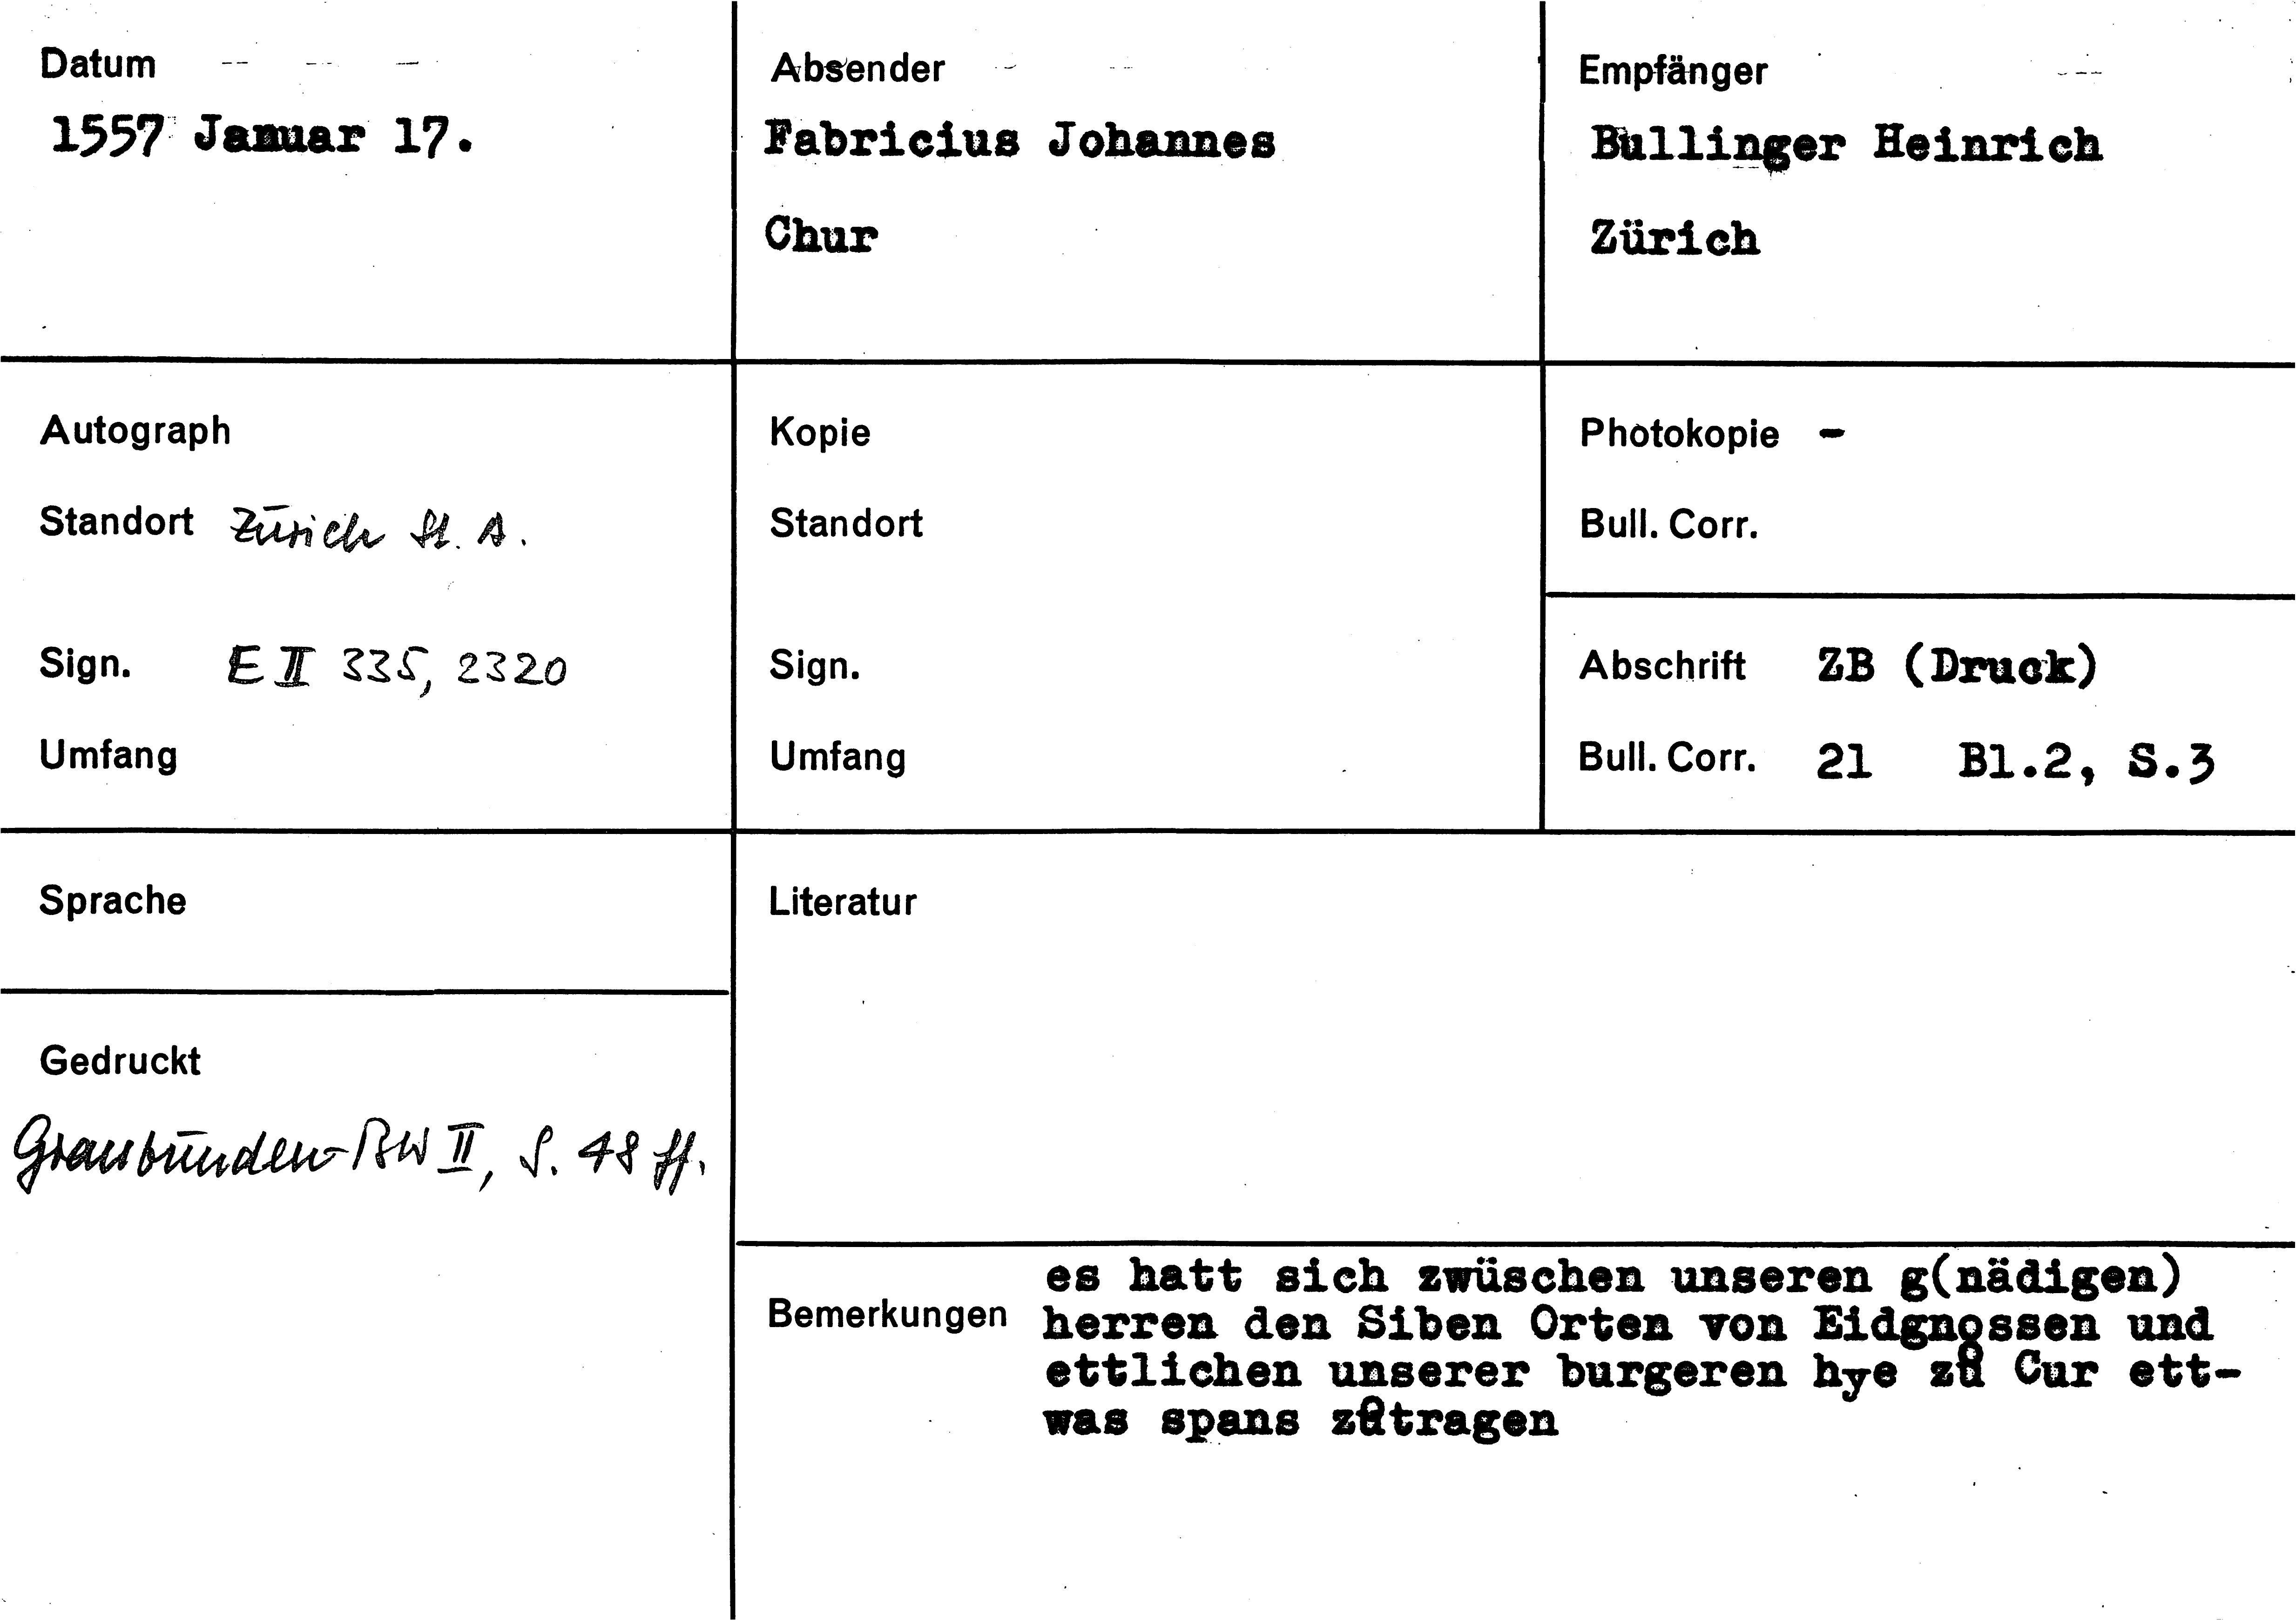 Datum
1557 Januar 17.
Absender
Fabricius Johannes
Chur
Empfänger
Bullinger Heinrich
Zürich
Autograph
Standort Zürich St. A.
Sign. E II 335, 2320
Umfang
Kopie
Standort
Sign.
Umfang
Photokopie -
Bull. Corr.
Abschrift ZB (Druck)
Bull. Corr. 21 Bl.2, S.3
Sprache
Gedruckt
Graubünden-BW II, S. 48 ff.
Literatur
Bemerkungen
es hatt sich zwüschen unseren g(nädigen)
herren den Siben Orten von Eidgnossen und
ettlichen unserer burgeren hye zů Cur ett-
was spans zůtragen